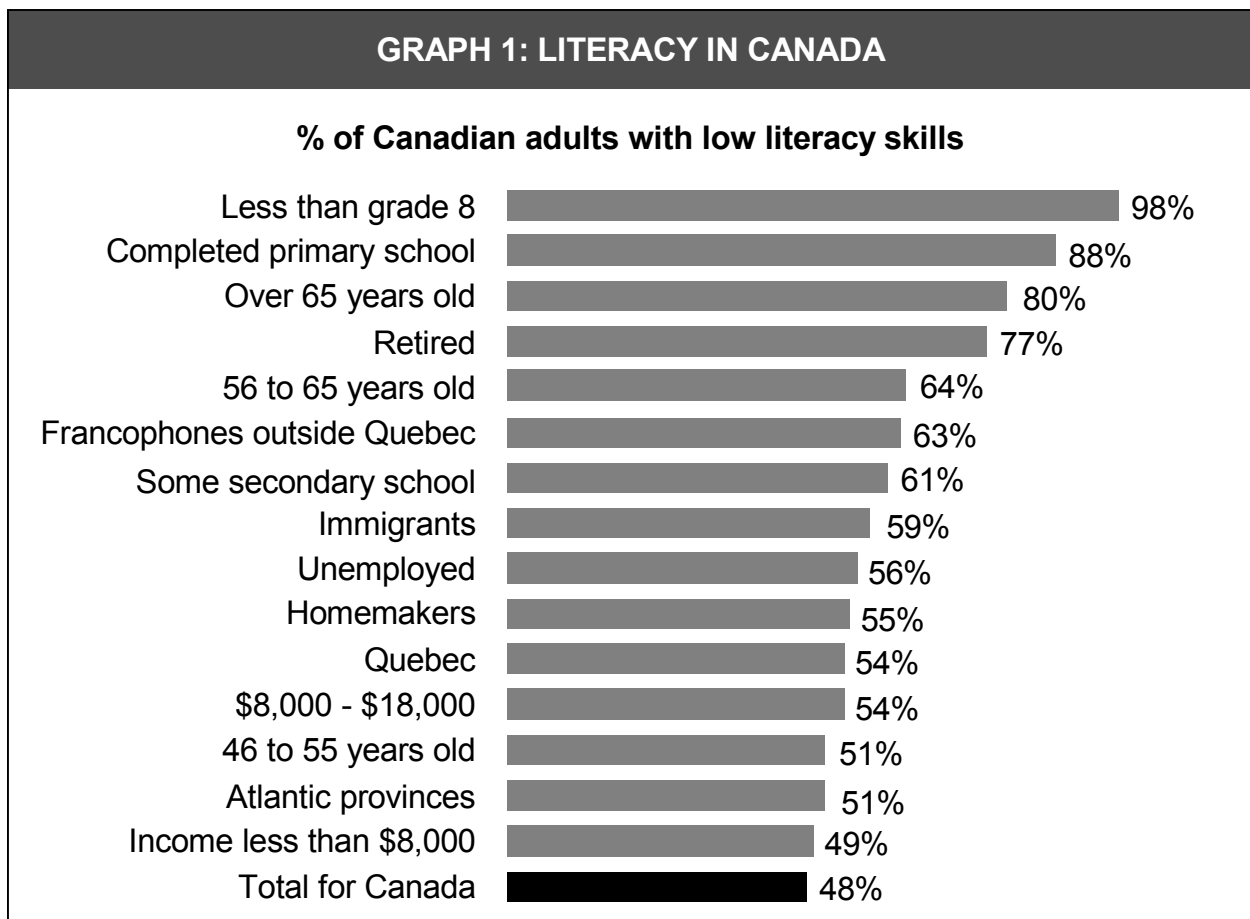 GRAPH 1: LITERACY IN CANADA
% of Canadian adults with low literacy skills
Less than grade 8 98%
Completed primary school 88%
Over 65 years old 80%
Retired 77%
56 to 65 years old 64%
Francophones outside Quebec 63%
Some secondary school 61%
Immigrants 59%
Unemployed 56%
Homemakers 55%
Quebec 54%
$8,000 - $18,000 54%
46 to 55 years old 51%
Atlantic provinces 51%
Income less than $8,000 49%
Total for Canada 48%